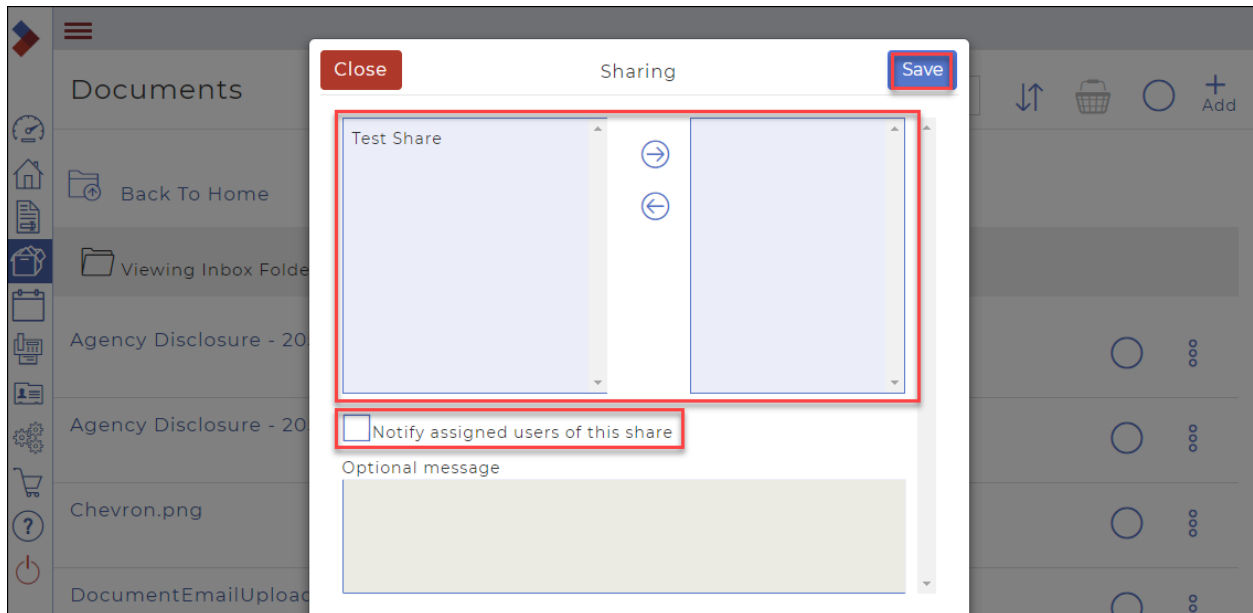 Close
Sharing
Save
Documents
Add
Test Share
Back To Home
Viewing Inbox Folde
Agency Disclosure - 20
Notify assigned users of this share
Agency Disclosure - 20
Optional message
Chevron.png
?
DocumentEmailUpload